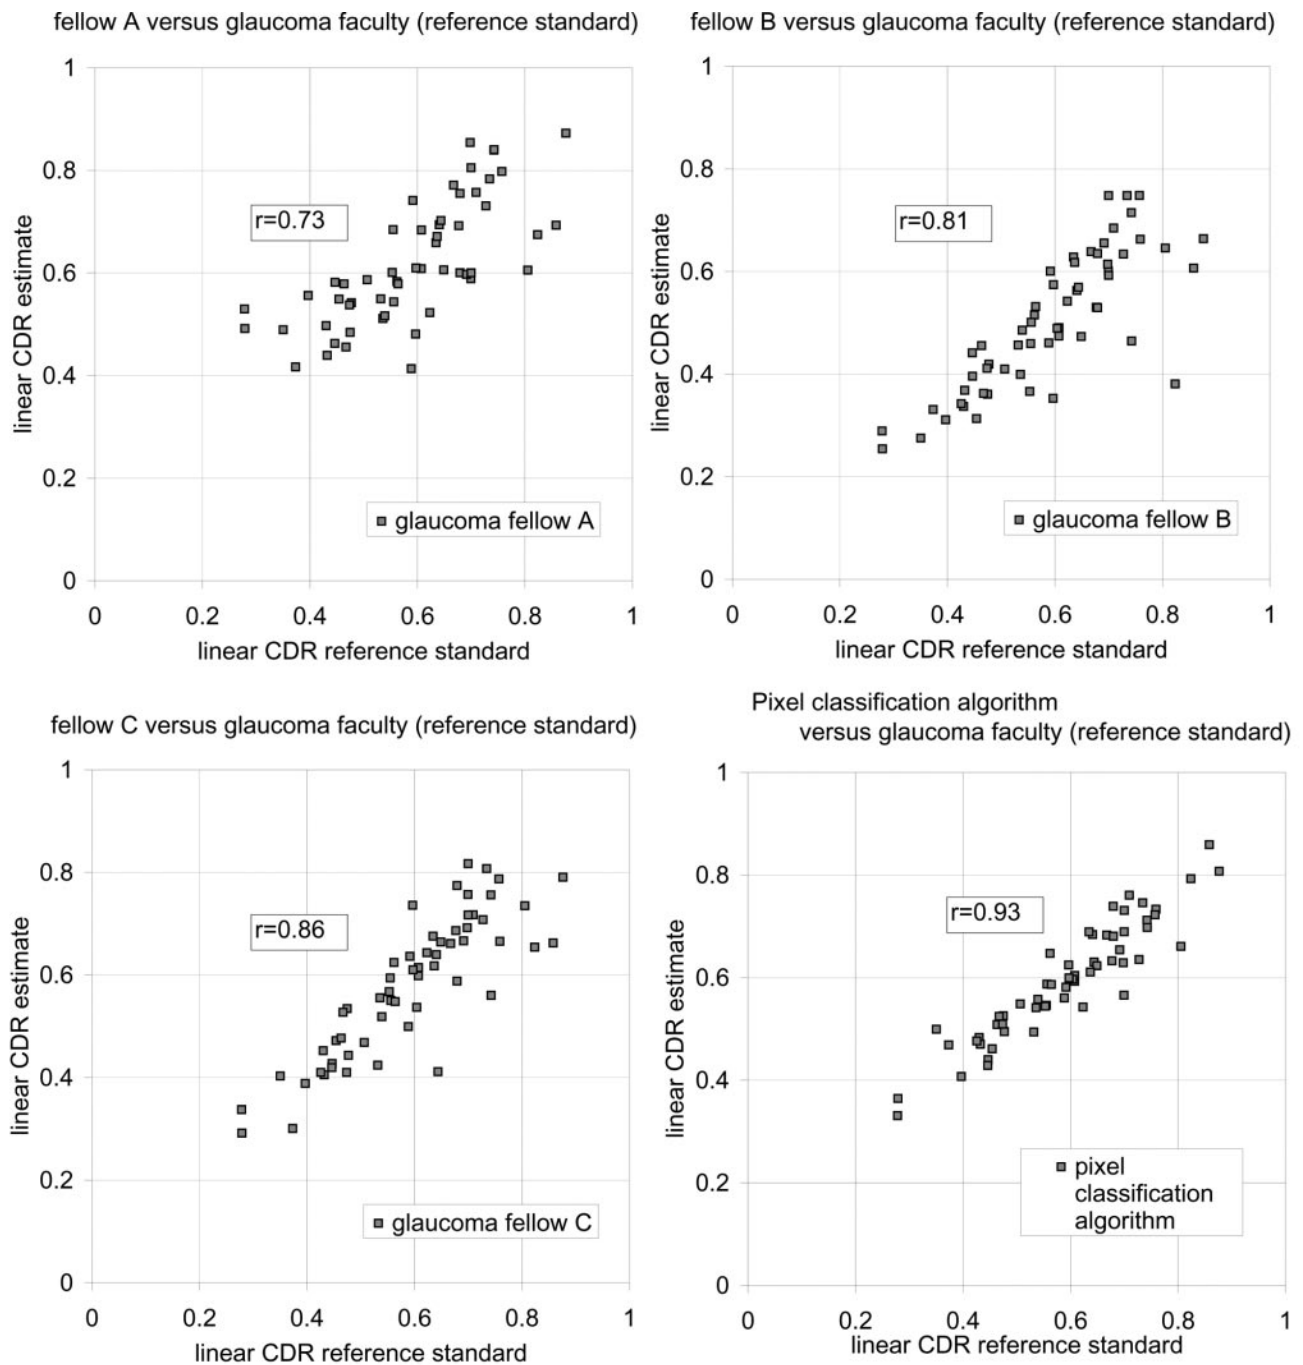 fellow A versus glaucoma faculty (reference standard)
1
0.8
0.6
0.4
0.2
0
linear CDR estimate
r=0.73
glaucoma fellow A
0 0.2 0.4 0.6 0.8 1
linear CDR reference standard
fellow B versus glaucoma faculty (reference standard)
1
0.8
0.6
0.4
0.2
0
linear CDR estimate
r=0.81
glaucoma fellow B
0 0.2 0.4 0.6 0.8 1
linear CDR reference standard
fellow C versus glaucoma faculty (reference standard)
1
0.8
0.6
0.4
0.2
0
linear CDR estimate
r=0.86
glaucoma fellow C
0 0.2 0.4 0.6 0.8 1
linear CDR reference standard
Pixel classification algorithm
versus glaucoma faculty (reference standard)
1
0.8
0.6
0.4
0.2
0
linear CDR estimate
r=0.93
pixel
classification
algorithm
0 0.2 0.4 0.6 0.8 1
linear CDR reference standard